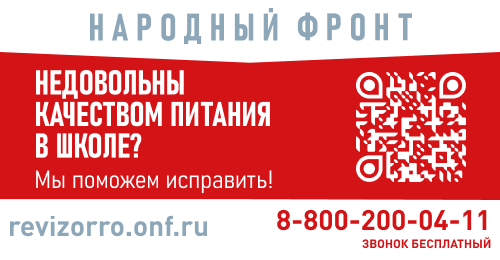 НАРОДНЫЙ ФРОНТ
НЕДОВОЛЬНЫ
КАЧЕСТВОМ ПИТАНИЯ
В ШКОЛЕ?
Мы поможем исправить!
revizorro.onf.ru
8-800-200-04-11
ЗВОНОК БЕСПЛАТНЫЙ